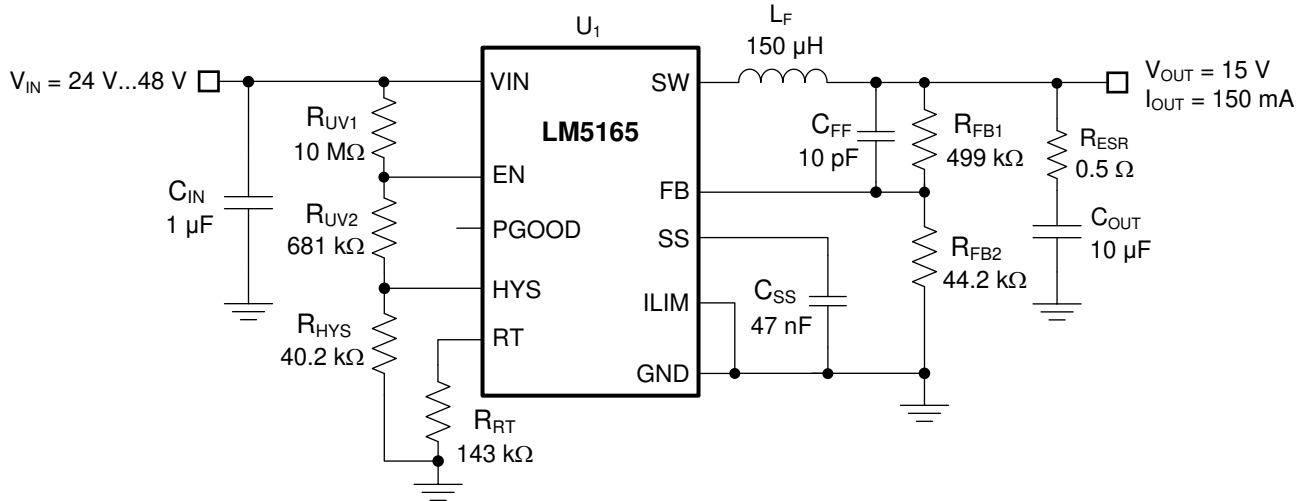 U1
LF
150 µH
VIN = 24 V...48 V
VIN
SW
VOUT = 15 V
IOUT = 150 mA
LM5165
RUV1
10 MΩ
CFF
10 pF
RFB1
499 kΩ
RESR
0.5 Ω
CIN
1 µF
EN
FB
RUV2
681 kΩ
PGOOD
SS
COUT
10 µF
RFB2
44.2 kΩ
HYS
ILIM
CSS
47 nF
RHYS
40.2 kΩ
RT
GND
RRT
143 kΩ